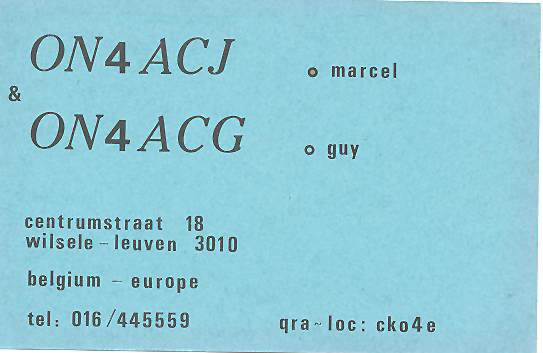 ON4ACJ o marcel
&
ON4ACG o guy
centrumstraat 18
wilsele - leuven 3010
belgium - europe
tel: 016/445559 qra~loc: cko4e